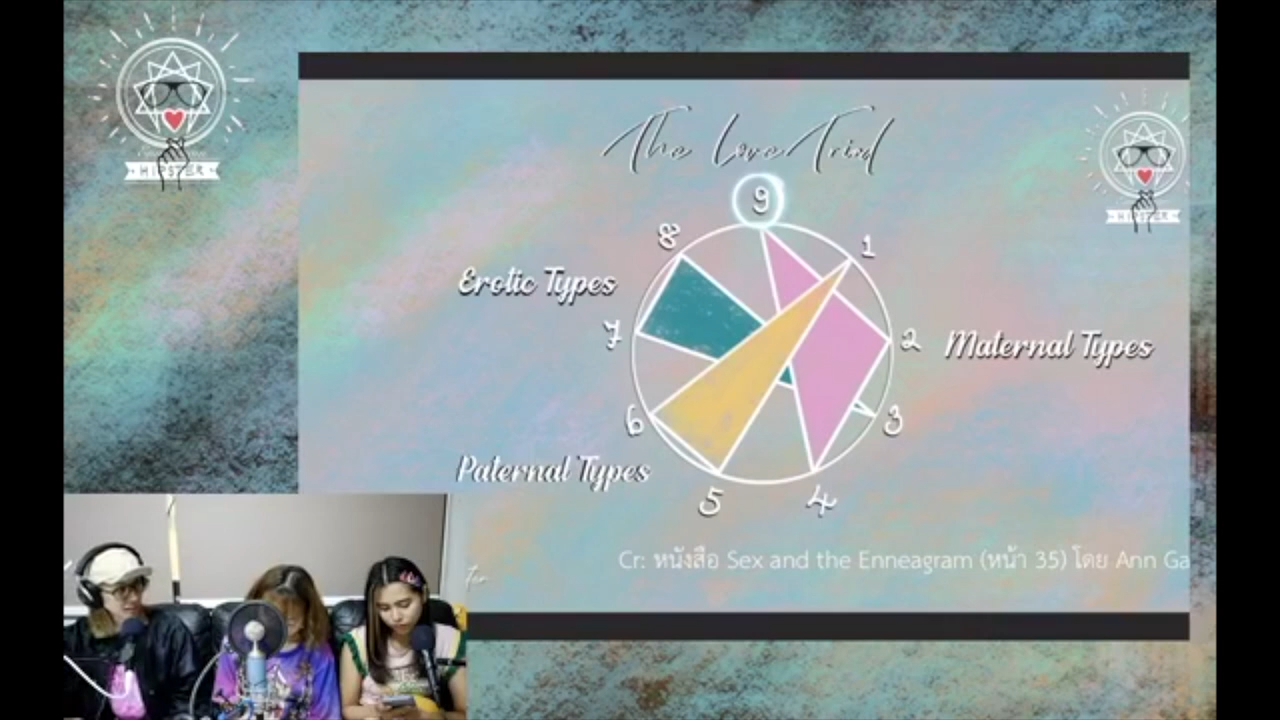 HIPSTER
The Love Triad
HIPSTER
9
8
1
Erotic Types
7
2
Maternal Types
6
3
Paternal Types
5
4
Cr: หนังสือ Sex and the Enneagram (หน้า 35) โดย Ann Ga